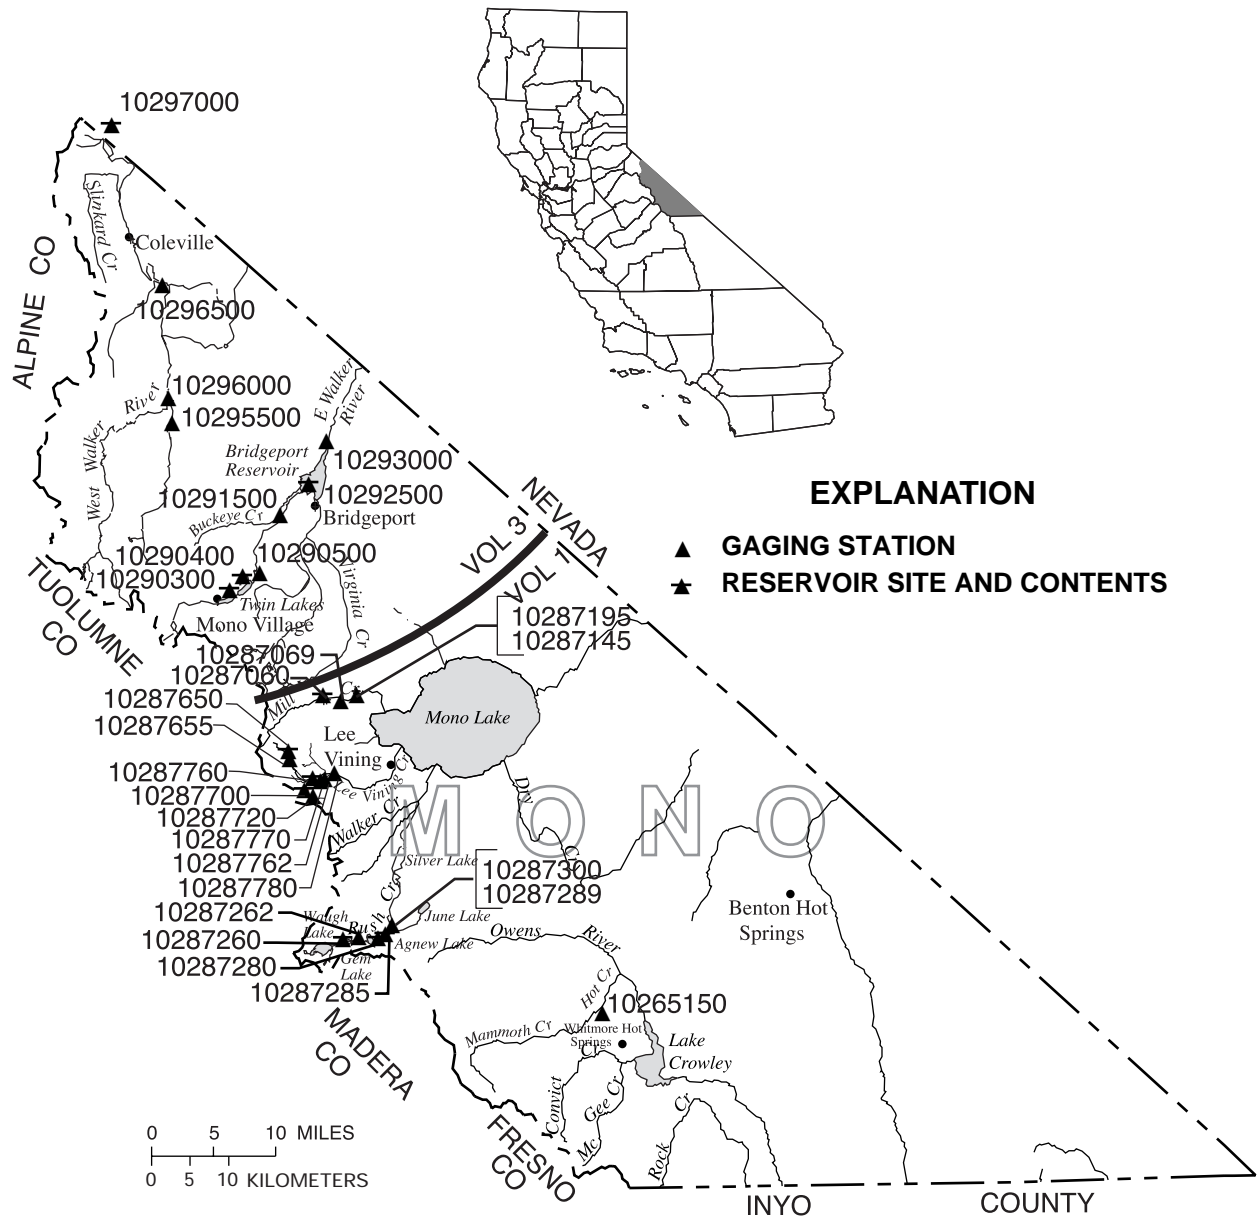 10297000
Slinkard Cr
Coleville
ALPINE CO
10296500
10296000
River
10295500
West Walker
E Walker
River
Bridgeport
Reservoir
10293000
10292500
10291500
Bridgeport
Buckeye Cr
10290400
10290500
10290300
Twin Lakes
Mono Village
Virginia Cr
TUOLUMNE
CO
NEVADA
VOL 3
VOL 1
EXPLANATION
GAGING STATION
RESERVOIR SITE AND CONTENTS
10287195
10287145
10287069
10287060
10287650
10287655
Mill
Cr
Mono Lake
Lee
Vining
Lee Vining Cr
10287760
10287700
10287720
10287770
10287762
10287780
Walker Cr
Dry
Cr
MONO
Silver Lake
10287300
10287289
10287262
10287260
10287280
10287285
Waugh
Lake
Rush Crk
June Lake
Agnew Lake
Gem
Lake
Benton Hot
Springs
Owens
River
Hot Cr
10265150
Mammoth Cr
Whitmore Hot
Springs
Lake
Crowley
Convict
Cr
Mc Gee Cr
Rock
Cr
MADERA
CO
FRESNO
CO
INYO
COUNTY
0 5 10 MILES
0 5 10 KILOMETERS